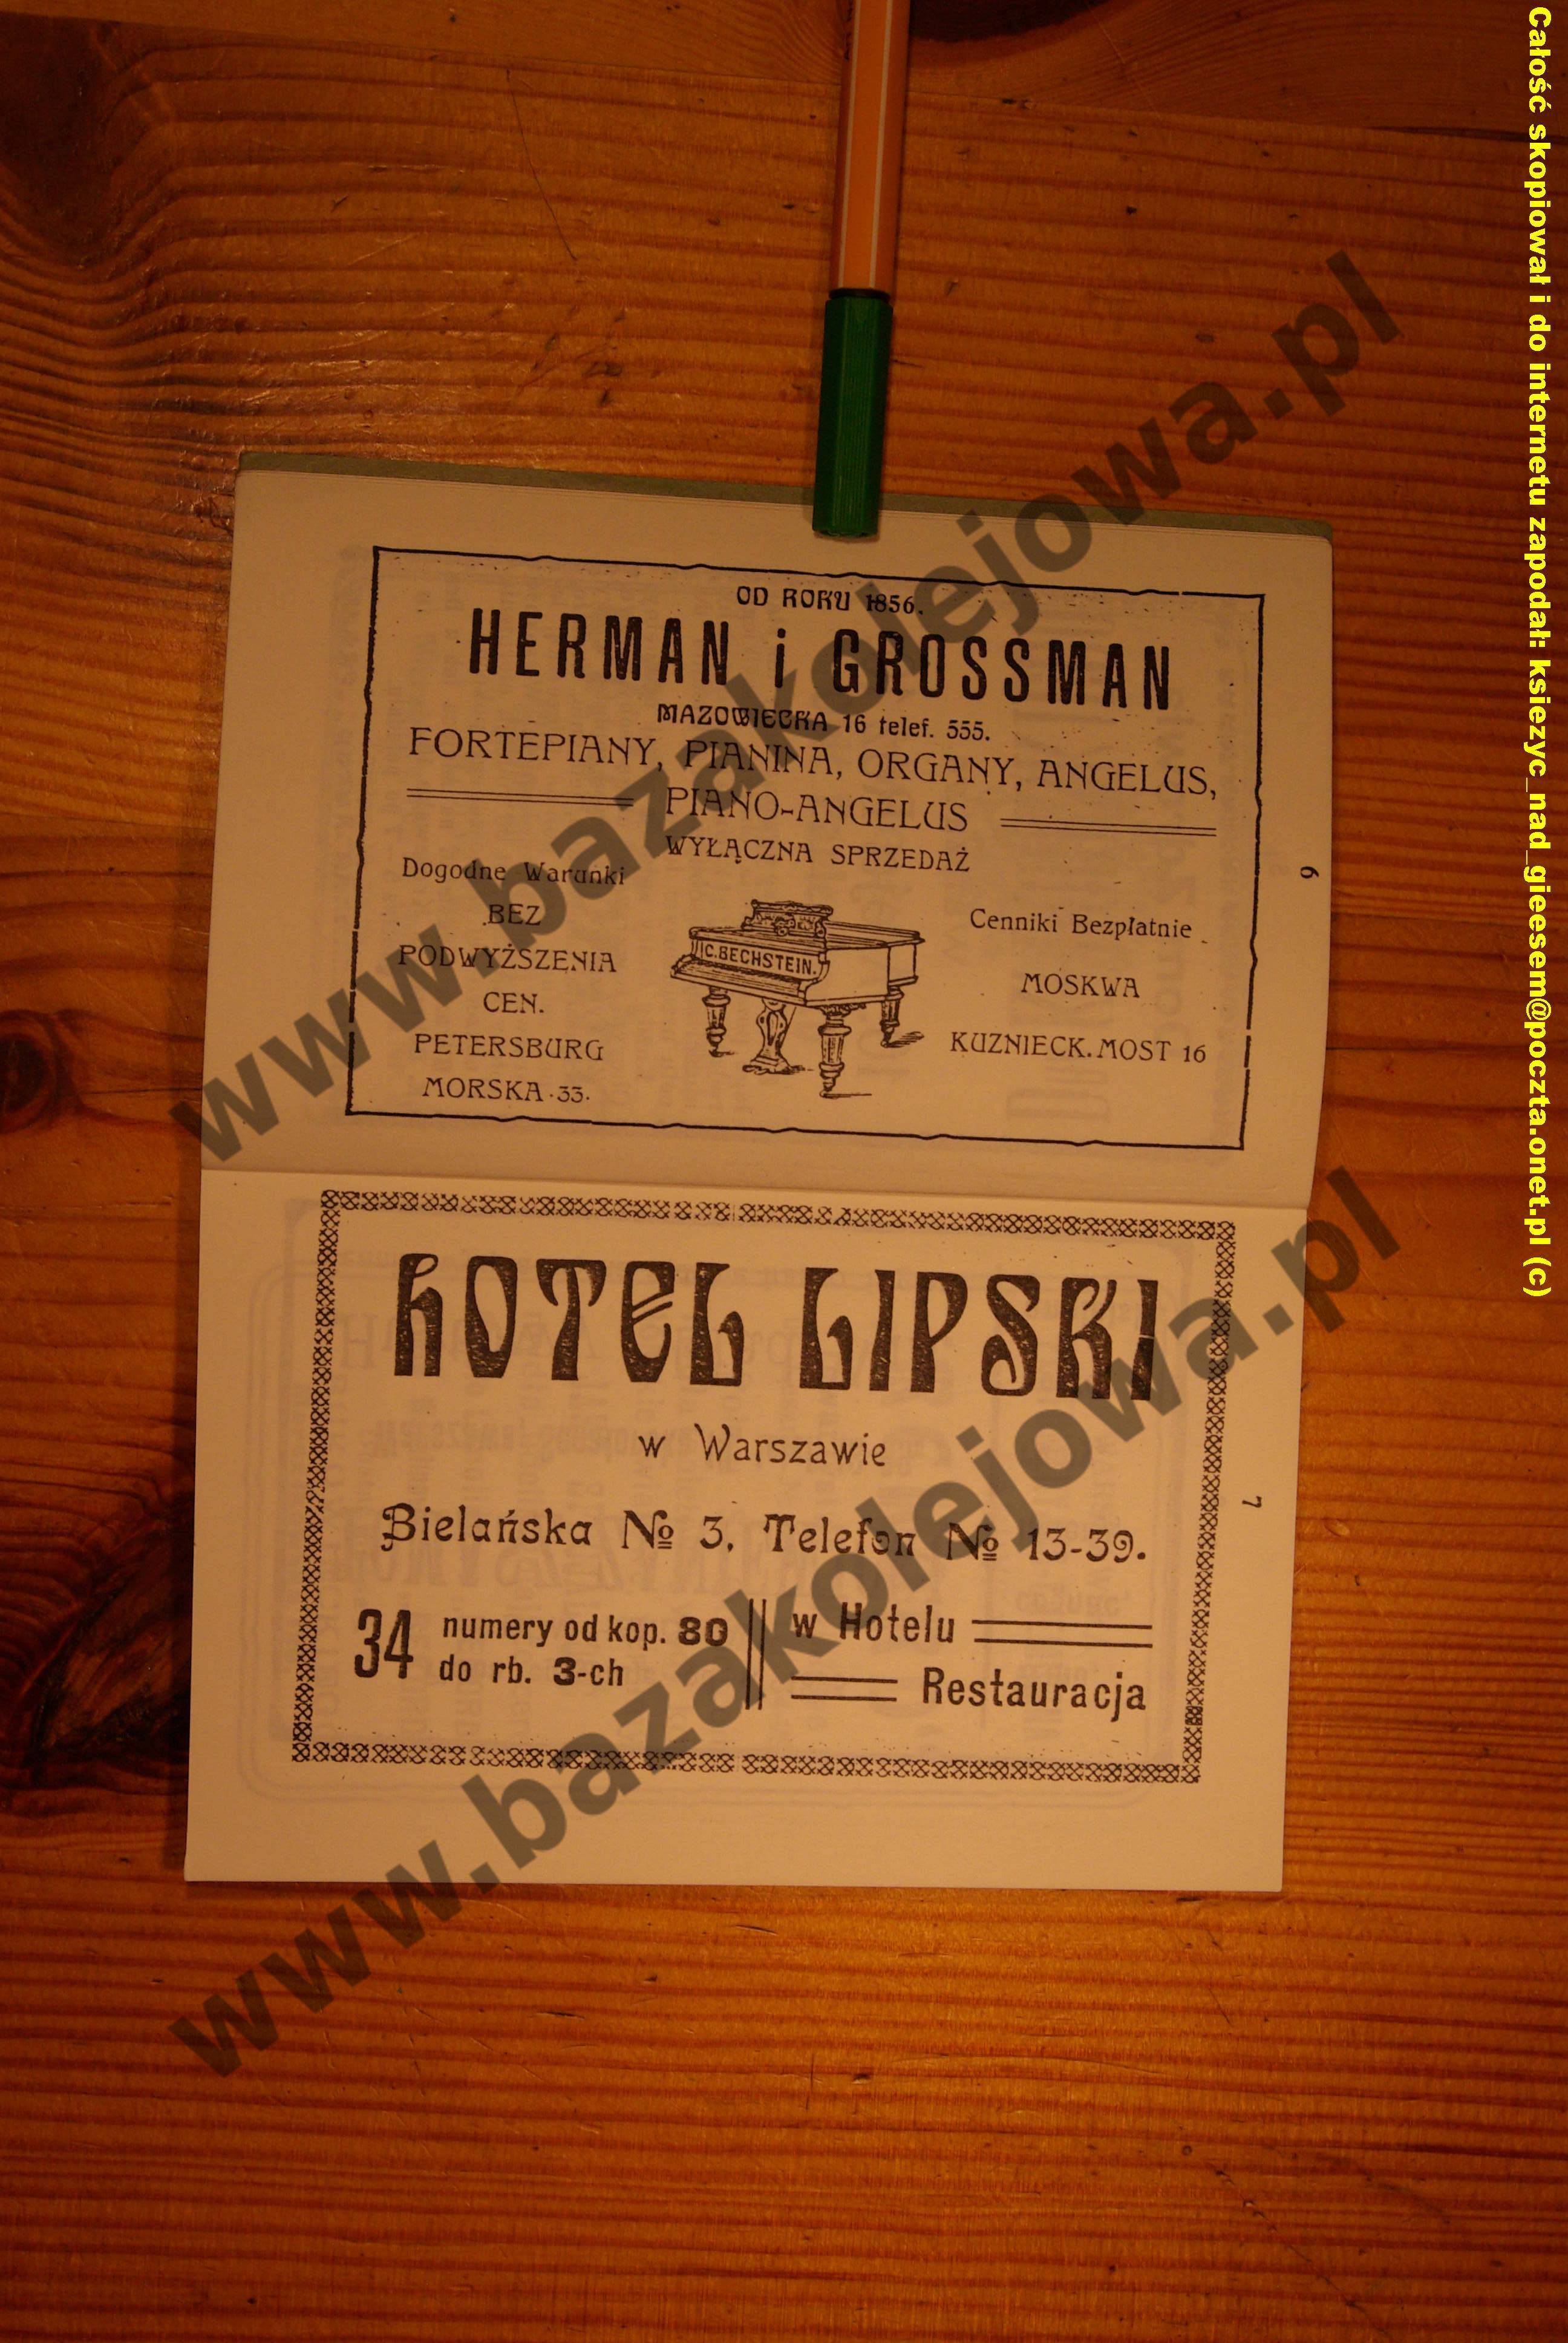 OD ROKU 1856.
HERMAN i GROSSMAN
MAZOWIECKA 16 telef. 555.
FORTEPIANY, PIANINA, ORGANY, ANGELUS,
PIANO-ANGELUS
WYŁĄCZNA SPRZEDAŻ
Dogodne Warunki
BEZ
PODWYŻSZENIA
CEN.
PETERSBURG
MORSKA 33.
C. BECHSTEIN.
Cenniki Bezpłatnie
MOSKWA
KUZNIECK. MOST 16
6
HOTEL LIPSKI
w Warszawie
Bielańska № 3. Telefon № 13-39.
34 numery od kop. 80
do rb. 3-ch
w Hotelu
Restauracja
7
www.bazakolejowa.pl
www.bazakolejowa.pl
Całość skopiował i do internetu zapodał: ksiezyc_nad_gieesem@poczta.onet.pl (c)